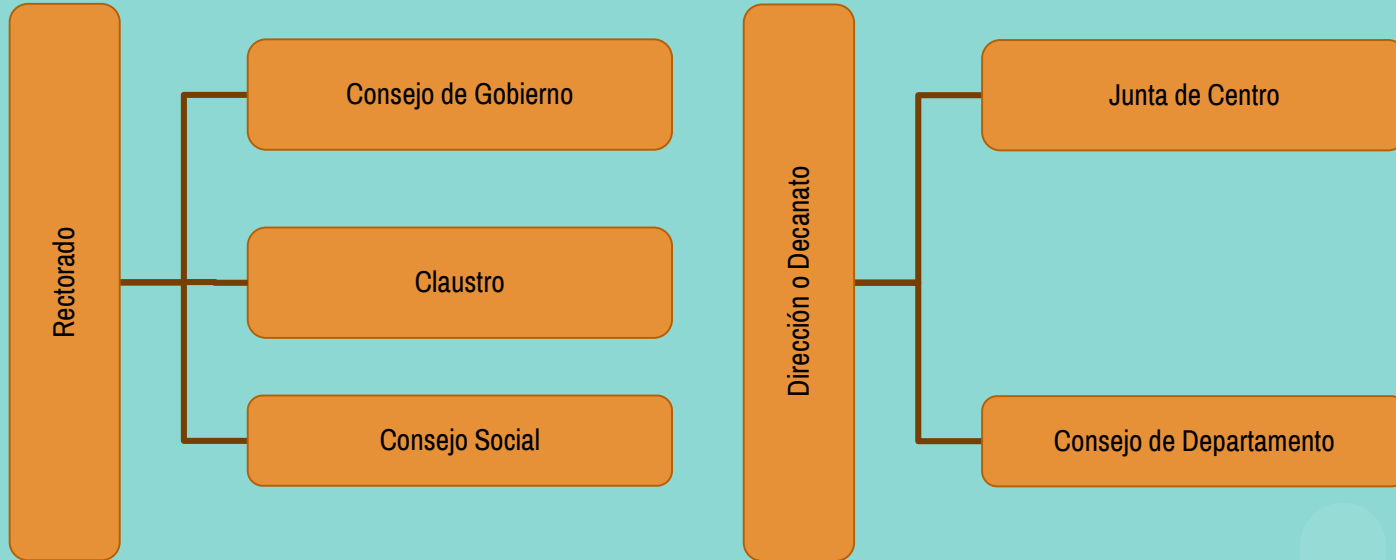 Rectorado
Consejo de Gobierno
Claustro
Consejo Social
Dirección o Decanato
Junta de Centro
Consejo de Departamento